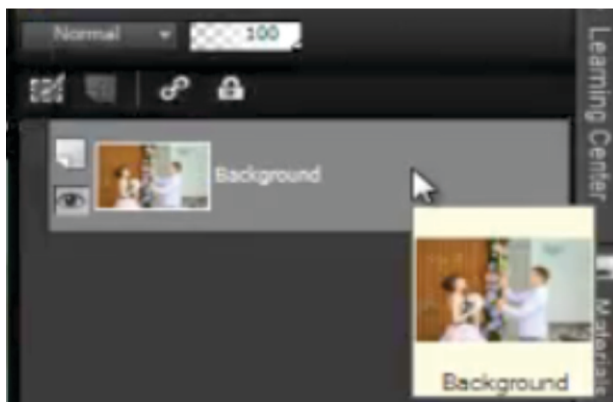 Normal 100
Learning Center
Background
Materials
Background